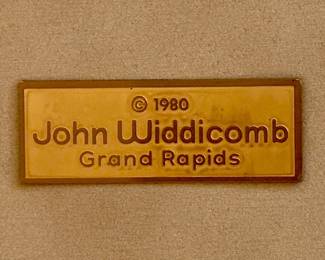 © 1980
John Widdicomb
Grand Rapids